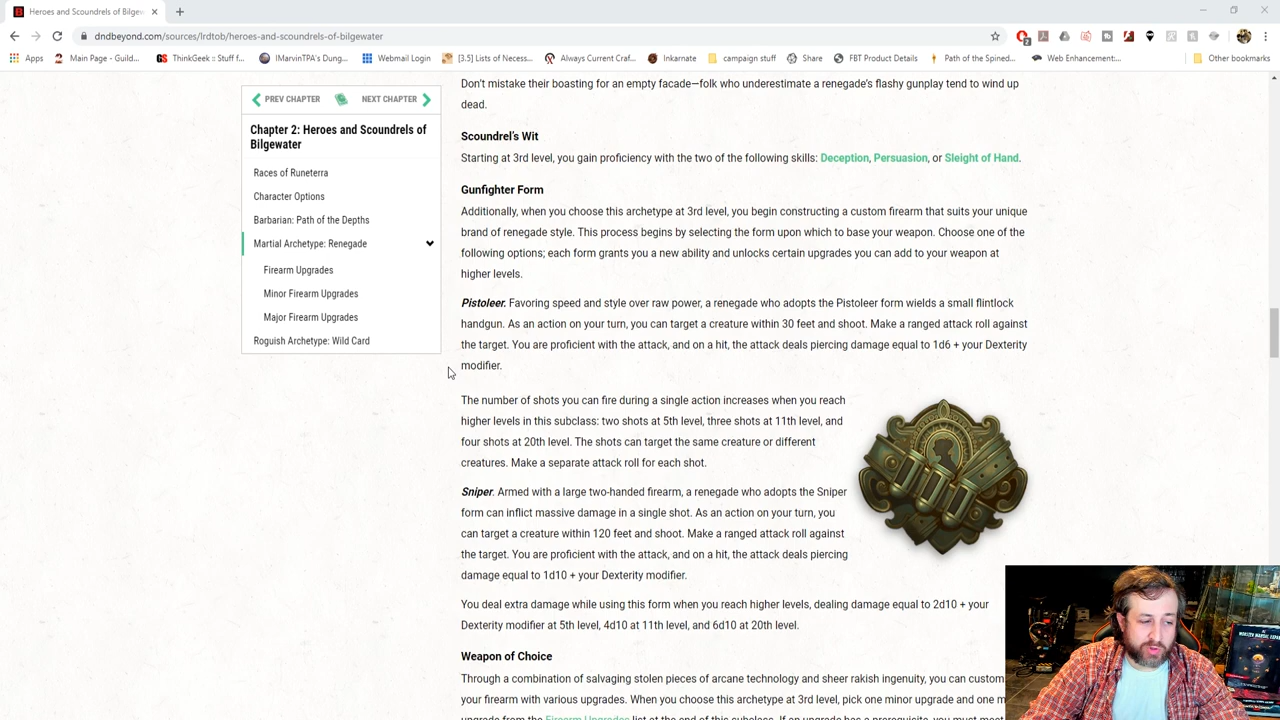 Heroes and Scoundrels of Bilgew
dndbeyond.com/sources/lrdtob/heroes-and-scoundrels-of-bilgewater
Apps Main Page - Guild... ThinkGeek :: Stuff f... IMarvinTPA's Dung... Webmail Login [3.5] Lists of Necess... Always Current Craf... Inkarnate campaign stuff Share FBT Product Details Path of the Spined... Web Enhancement:... Other bookmarks
PREV CHAPTER NEXT CHAPTER
Chapter 2: Heroes and Scoundrels of
Bilgewater
Races of Runeterra
Character Options
Barbarian: Path of the Depths
Martial Archetype: Renegade
Firearm Upgrades
Minor Firearm Upgrades
Major Firearm Upgrades
Roguish Archetype: Wild Card
Don't mistake their boasting for an empty facade—folk who underestimate a renegade's flashy gunplay tend to wind up
dead.
Scoundrel's Wit
Starting at 3rd level, you gain proficiency with the two of the following skills: Deception, Persuasion, or Sleight of Hand.
Gunfighter Form
Additionally, when you choose this archetype at 3rd level, you begin constructing a custom firearm that suits your unique
brand of renegade style. This process begins by selecting the form upon which to base your weapon. Choose one of the
following options; each form grants you a new ability and unlocks certain upgrades you can add to your weapon at
higher levels.
Pistoleer. Favoring speed and style over raw power, a renegade who adopts the Pistoleer form wields a small flintlock
handgun. As an action on your turn, you can target a creature within 30 feet and shoot. Make a ranged attack roll against
the target. You are proficient with the attack, and on a hit, the attack deals piercing damage equal to 1d6 + your Dexterity
modifier.
The number of shots you can fire during a single action increases when you reach
higher levels in this subclass: two shots at 5th level, three shots at 11th level, and
four shots at 20th level. The shots can target the same creature or different
creatures. Make a separate attack roll for each shot.
Sniper. Armed with a large two-handed firearm, a renegade who adopts the Sniper
form can inflict massive damage in a single shot. As an action on your turn, you
can target a creature within 120 feet and shoot. Make a ranged attack roll against
the target. You are proficient with the attack, and on a hit, the attack deals piercing
damage equal to 1d10 + your Dexterity modifier.
You deal extra damage while using this form when you reach higher levels, dealing damage equal to 2d10 + your
Dexterity modifier at 5th level, 4d10 at 11th level, and 6d10 at 20th level.
Weapon of Choice
Through a combination of salvaging stolen pieces of arcane technology and sheer rakish ingenuity, you can custom
your firearm with various upgrades. When you choose this archetype at 3rd level, pick one minor upgrade and one m
upgrade from the Firearm Upgrades list at the end of this subclass. If an upgrade has a prerequisite, you must meet